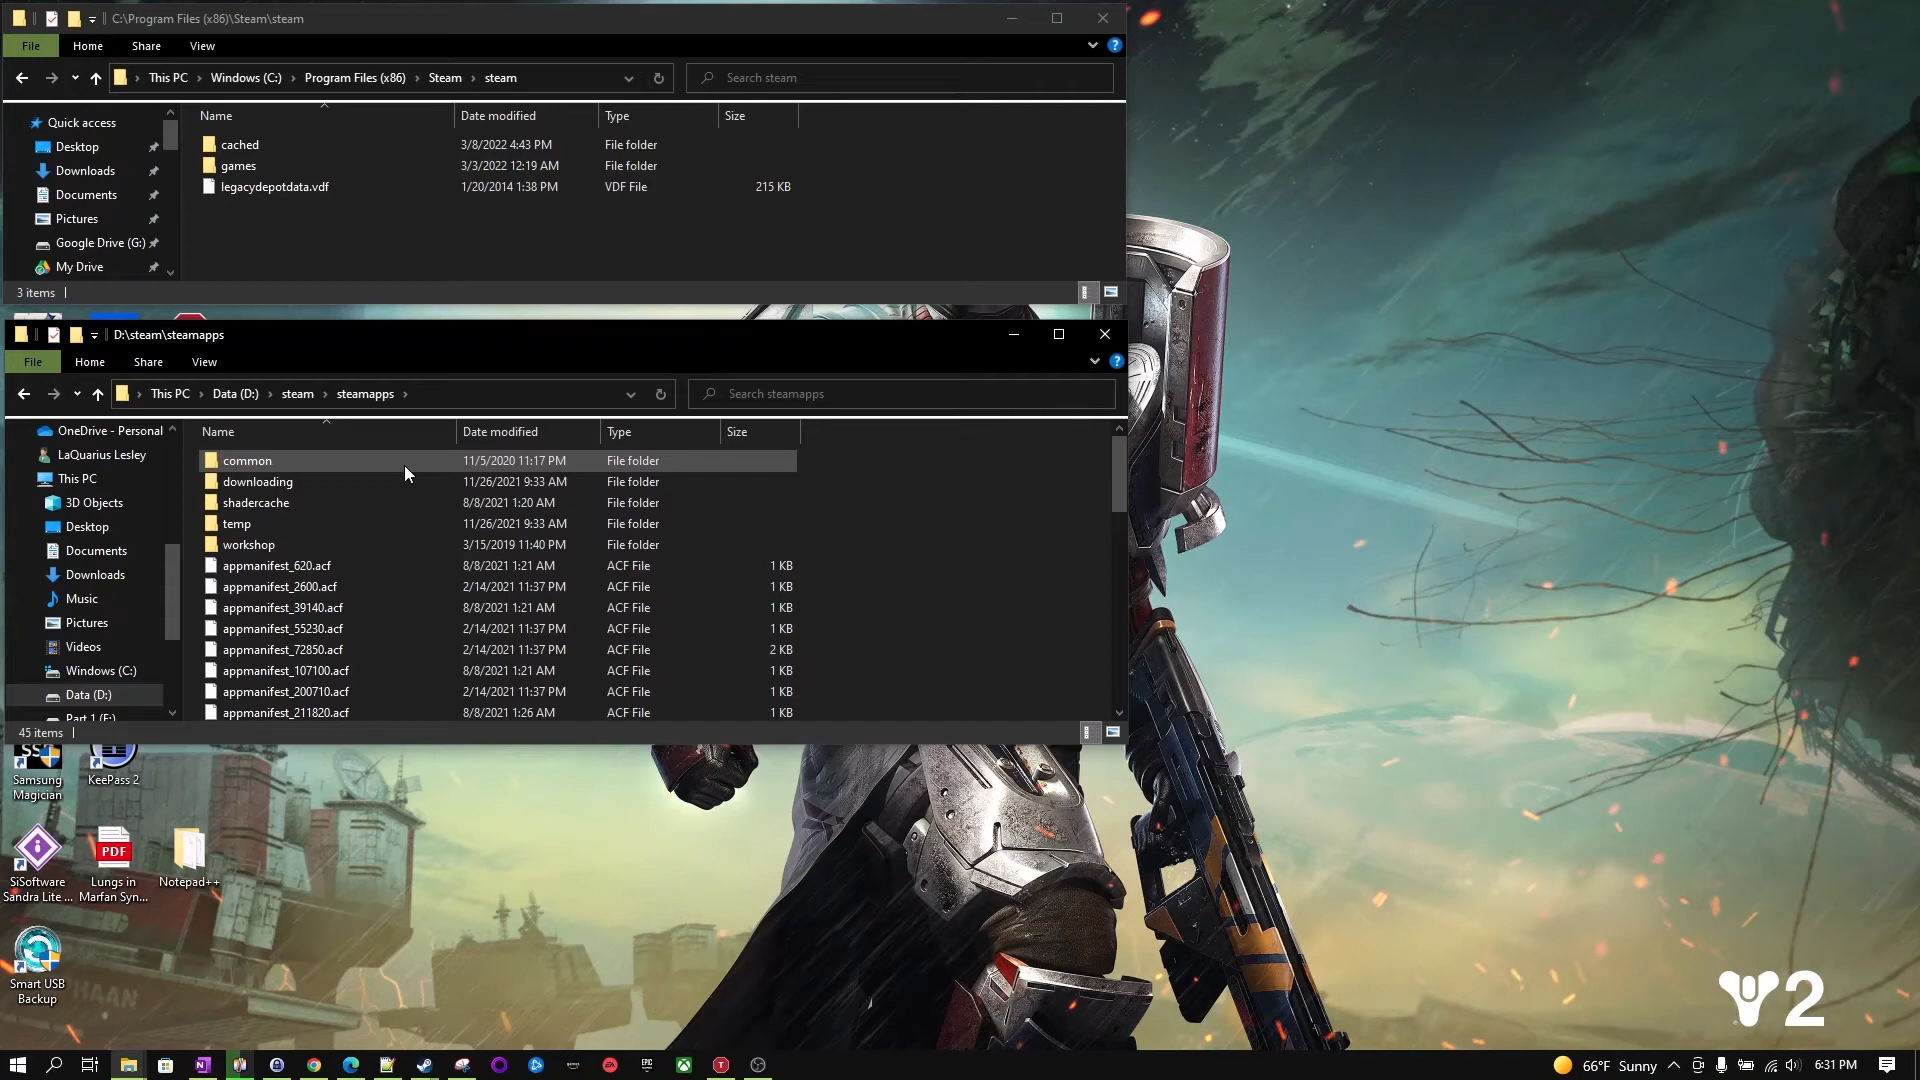 C:\Program Files (x86)\Steam\steam
File Home Share View
This PC Windows (C:) Program Files (x86) Steam steam Search steam
Name Date modified Type Size
Quick access
Desktop
Downloads
Documents
Pictures
Google Drive (G:)
My Drive
cached 3/8/2022 4:43 PM File folder
games 3/3/2022 12:19 AM File folder
legacydepotdata.vdf 1/20/2014 1:38 PM VDF File 215 KB
3 items
D:\steam\steamapps
File Home Share View
This PC Data (D:) steam steamapps Search steamapps
Name Date modified Type Size
OneDrive - Personal
LaQuarius Lesley
This PC
3D Objects
Desktop
Documents
Downloads
Music
Pictures
Videos
Windows (C:)
Data (D:)
Part 1 (F:)
common 11/5/2020 11:17 PM File folder
downloading 11/26/2021 9:33 AM File folder
shadercache 8/8/2021 1:20 AM File folder
temp 11/26/2021 9:33 AM File folder
workshop 3/15/2019 11:40 PM File folder
appmanifest_620.acf 8/8/2021 1:21 AM ACF File 1 KB
appmanifest_2600.acf 2/14/2021 11:37 PM ACF File 1 KB
appmanifest_39140.acf 8/8/2021 1:21 AM ACF File 1 KB
appmanifest_55230.acf 2/14/2021 11:37 PM ACF File 1 KB
appmanifest_72850.acf 2/14/2021 11:37 PM ACF File 2 KB
appmanifest_107100.acf 8/8/2021 1:21 AM ACF File 1 KB
appmanifest_200710.acf 2/14/2021 11:37 PM ACF File 1 KB
appmanifest_211820.acf 8/8/2021 1:26 AM ACF File 1 KB
45 items
Samsung
Magician
KeePass 2
PDF
SiSoftware
Sandra Lite ...
Lungs in
Marfan Syn...
Notepad++
Smart USB
Backup
2
66°F Sunny 6:31 PM